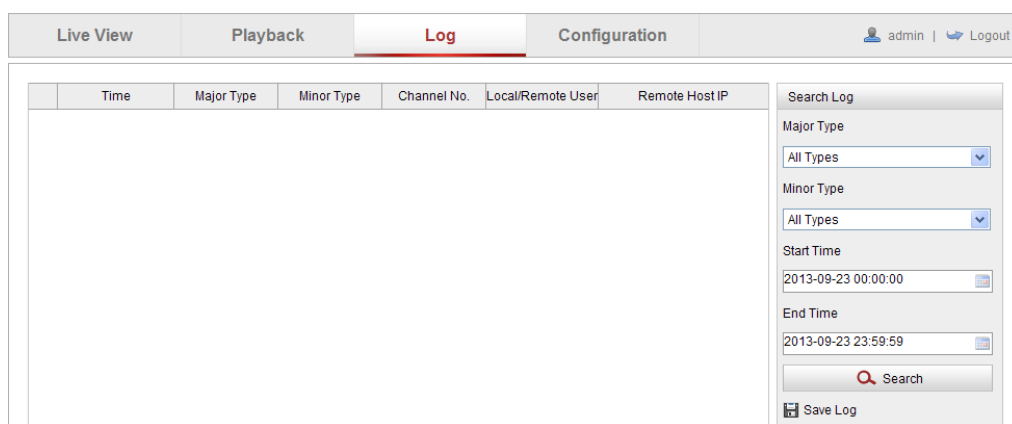 Live View Playback Log Configuration admin | Logout
Time Major Type Minor Type Channel No. Local/Remote User Remote Host IP
Search Log
Major Type
All Types
Minor Type
All Types
Start Time
2013-09-23 00:00:00
End Time
2013-09-23 23:59:59
Search
Save Log